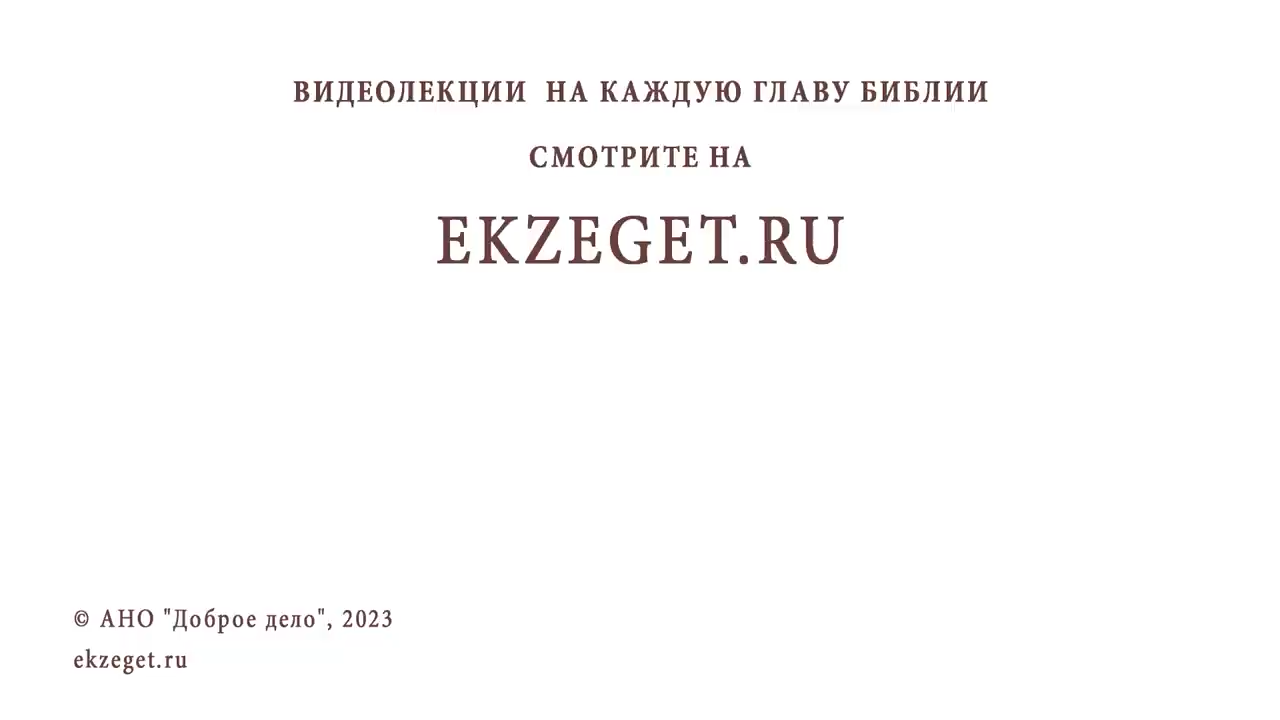 ВИДЕОЛЕКЦИИ НА КАЖДУЮ ГЛАВУ БИБЛИИ
СМОТРИТЕ НА
EKZEGET.RU
© АНО "Доброе дело", 2023
ekzeget.ru